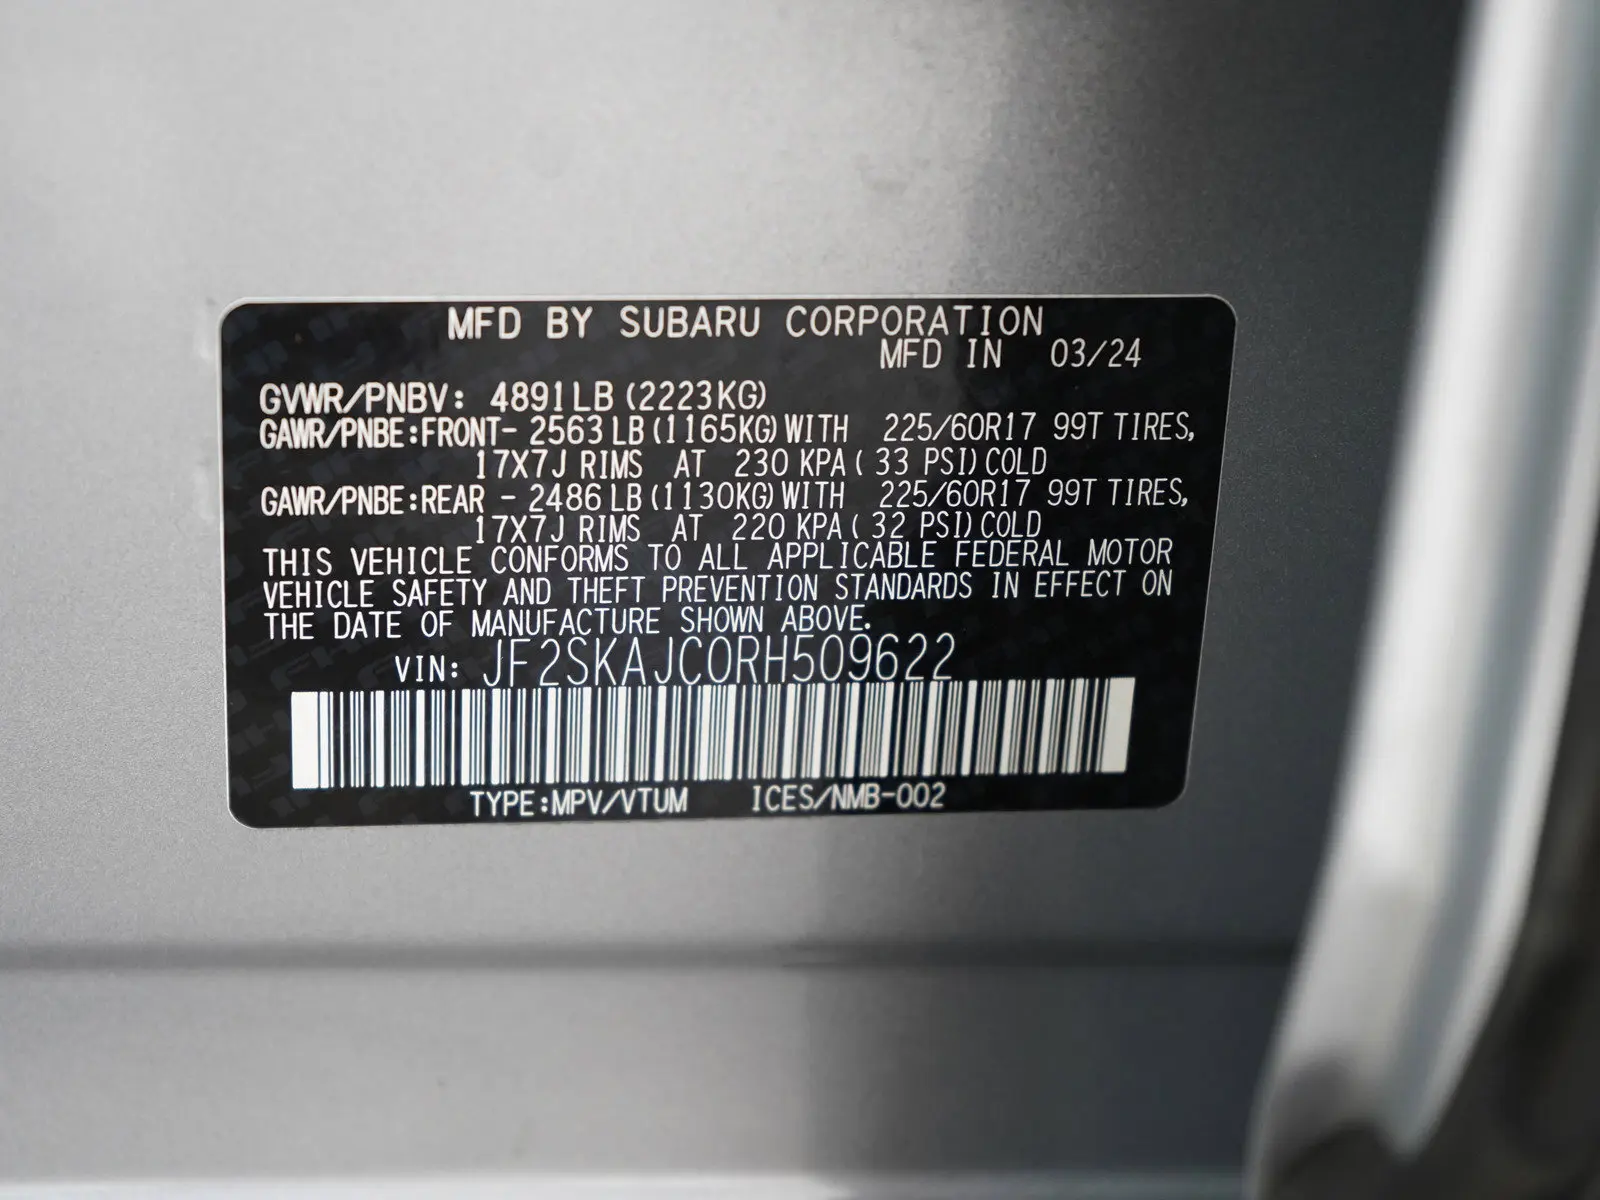 MFD BY SUBARU CORPORATION
MFD IN 03/24
GVWR/PNBV: 4891LB (2223KG)
GAWR/PNBE:FRONT- 2563LB(1165KG)WITH 225/60R17 99T TIRES,
17X7J RIMS AT 230 KPA( 33 PSI)COLD
GAWR/PNBE:REAR - 2486LB(1130KG)WITH 225/60R17 99T TIRES,
17X7J RIMS AT 220 KPA( 32 PSI)COLD
THIS VEHICLE CONFORMS TO ALL APPLICABLE FEDERAL MOTOR
VEHICLE SAFETY AND THEFT PREVENTION STANDARDS IN EFFECT ON
THE DATE OF MANUFACTURE SHOWN ABOVE.
VIN: JF2SKAJC0RH509622
TYPE:MPV/VTUM ICES/NMB-002